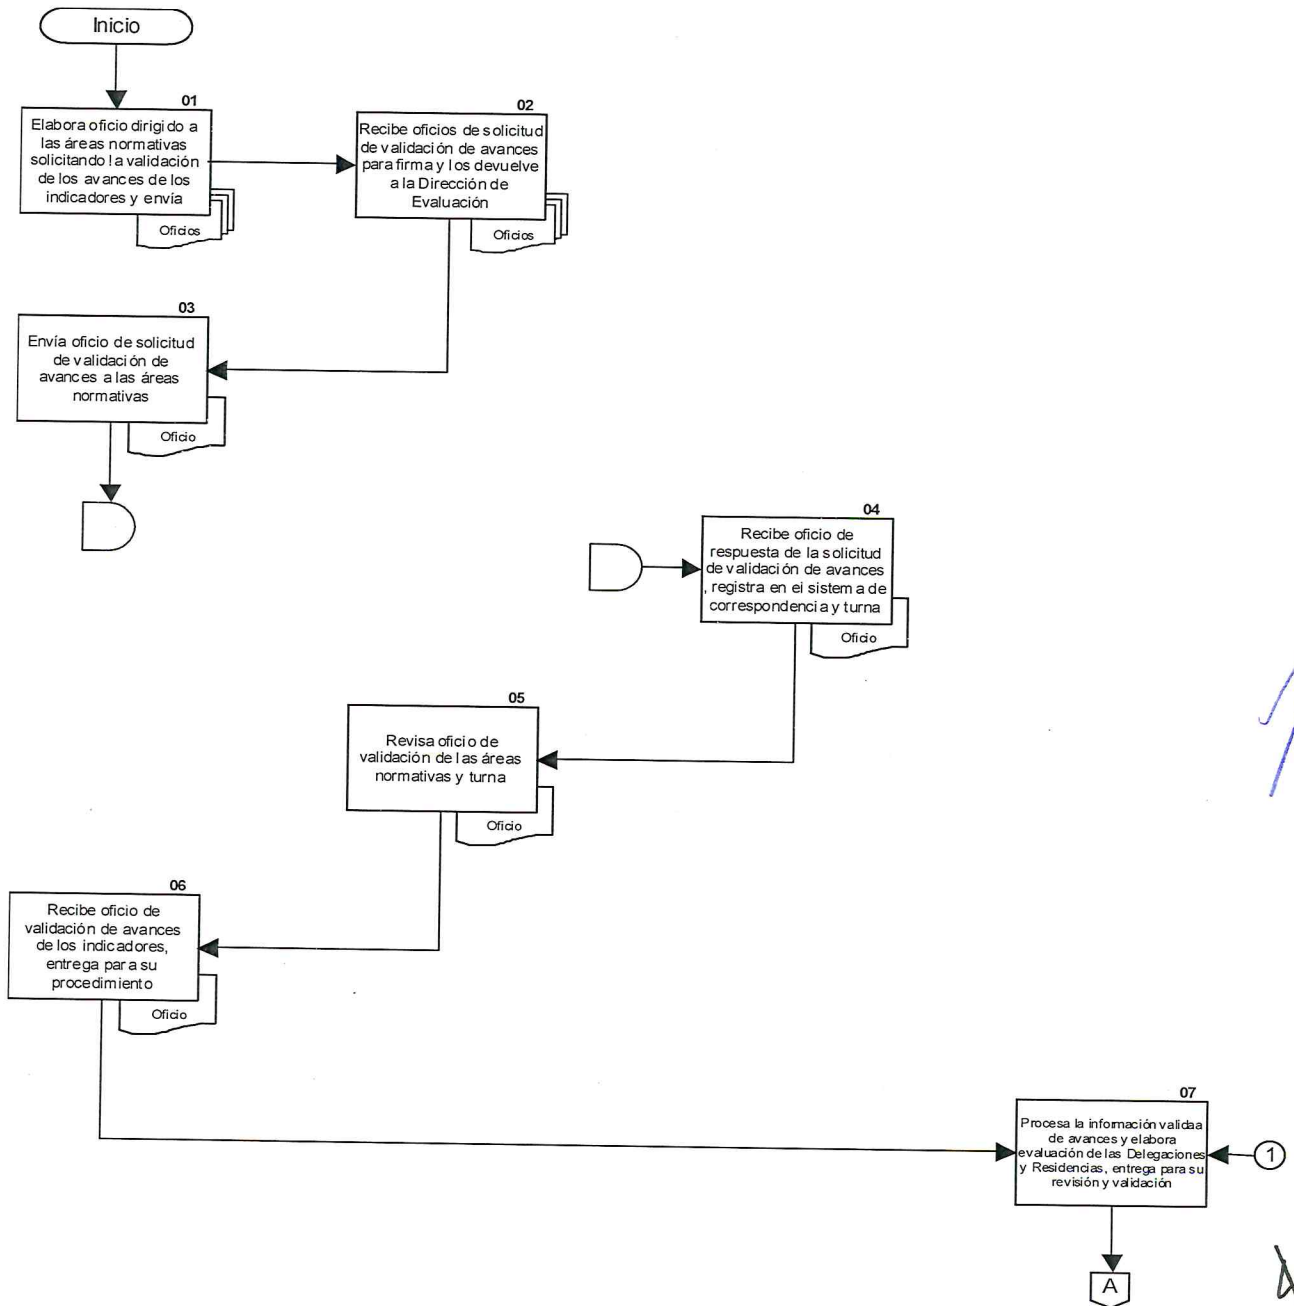 Inicio
01
Elabora oficio dirigido a
las áreas normativas
solicitando la validación
de los avances de los
indicadores y envía
Oficios
02
Recibe oficios de solicitud
de validación de avances
para firma y los devuelve
a la Dirección de
Evaluación
Oficios
03
Envía oficio de solicitud
de validación de
avances a las áreas
normativas
Oficio
04
Recibe oficio de
respuesta de la solicitud
de validación de avances
, registra en el sistema de
correspondencia y turna
Oficio
05
Revisa oficio de
validación de las áreas
normativas y turna
Oficio
06
Recibe oficio de
validación de avances
de los indicadores,
entrega para su
procedimiento
Oficio
07
Procesa la información validaa
de avances y elabora
evaluación de las Delegaciones
y Residencias, entrega para su
revisión y validación
1
A